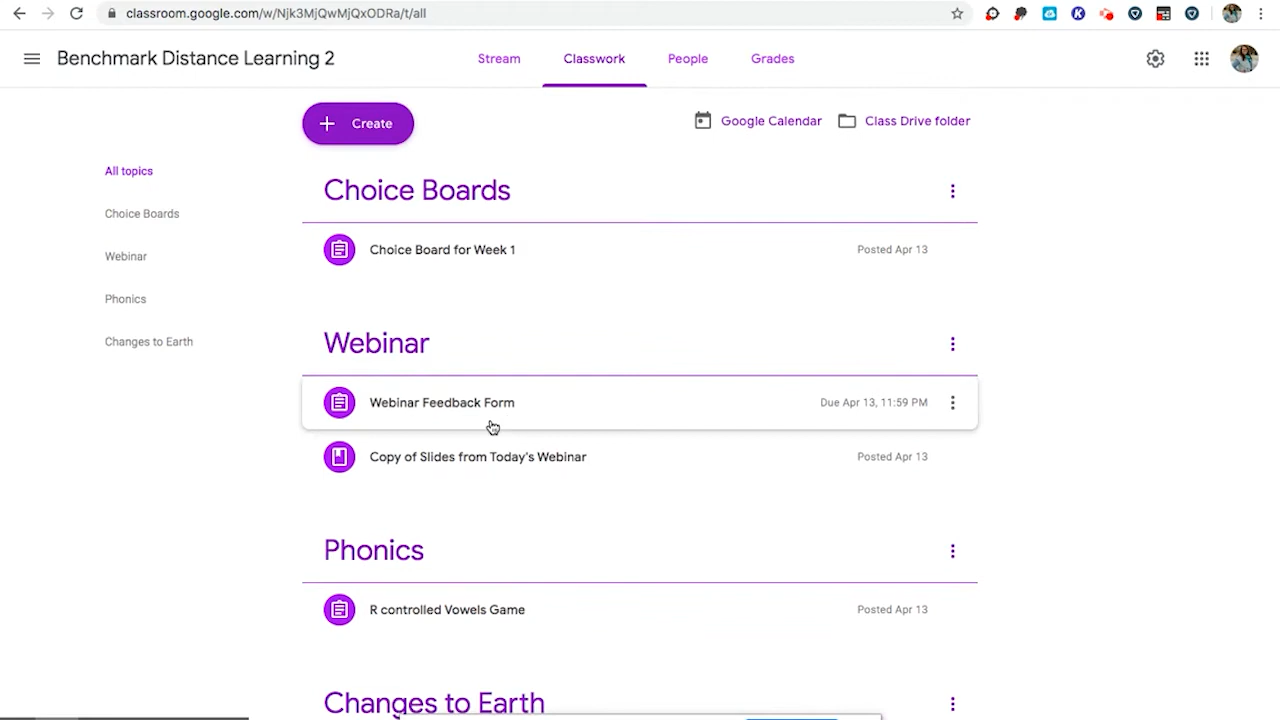 classroom.google.com/w/Njk3MjQwMjQxODRa/t/all
Benchmark Distance Learning 2
Stream
Classwork
People
Grades
Create
Google Calendar
Class Drive folder
All topics
Choice Boards
Webinar
Phonics
Changes to Earth
Choice Boards
Choice Board for Week 1
Posted Apr 13
Webinar
Webinar Feedback Form
Due Apr 13, 11:59 PM
Copy of Slides from Today's Webinar
Posted Apr 13
Phonics
R controlled Vowels Game
Posted Apr 13
Changes to Earth